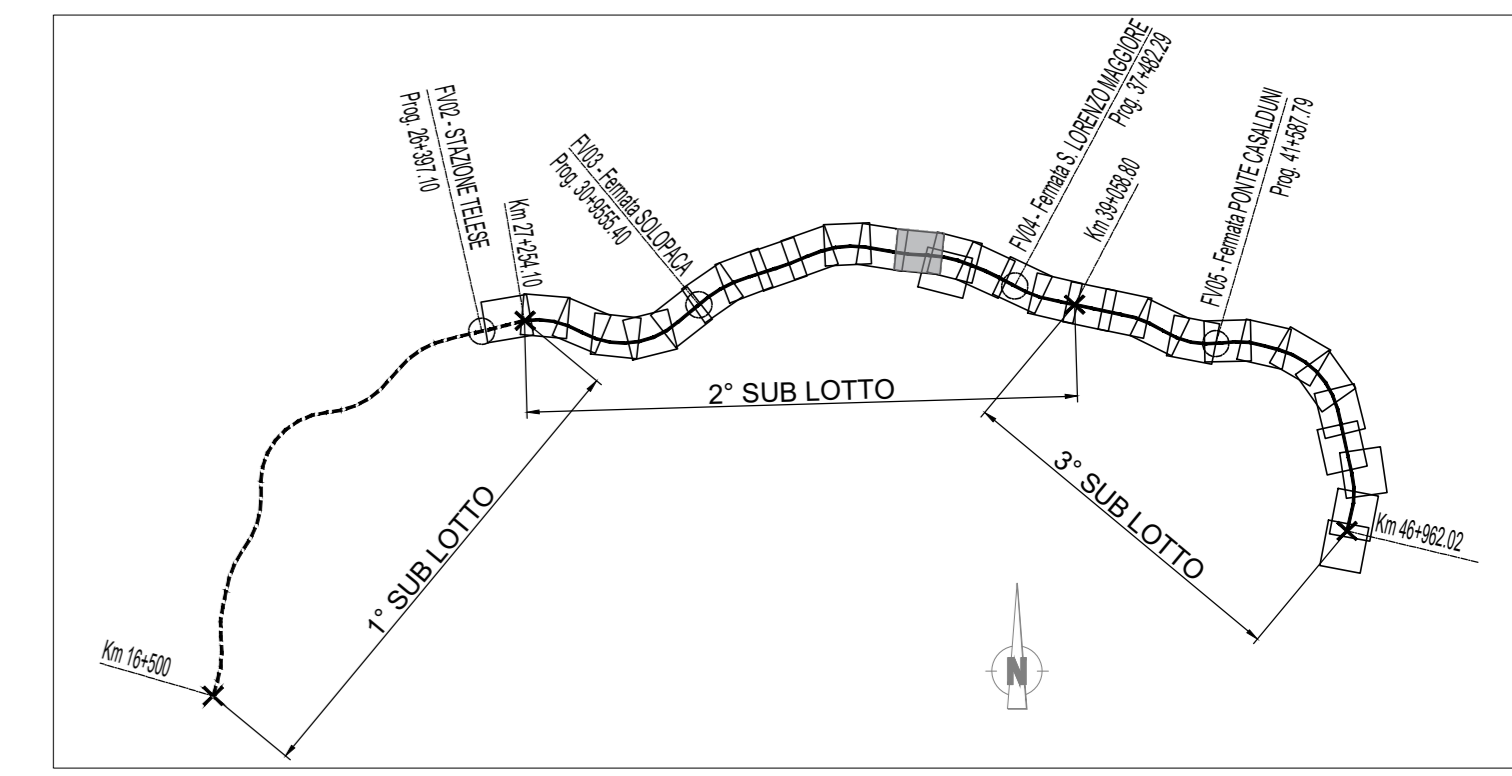 FV02 - STAZIONE TELESE
Prog. 26+397.10
Km 27+254.10
FV03 - Fermata SOLOPACA
Prog. 30+9555.40
FV04 - Fermata S. LORENZO MAGGIORE
Prog. 37+482.29
Km 39+058.80
FV05 - Fermata PONTE CASALDUNI
Prog. 41+587.79
2° SUB LOTTO
1° SUB LOTTO
3° SUB LOTTO
Km 46+962.02
Km 16+500
N